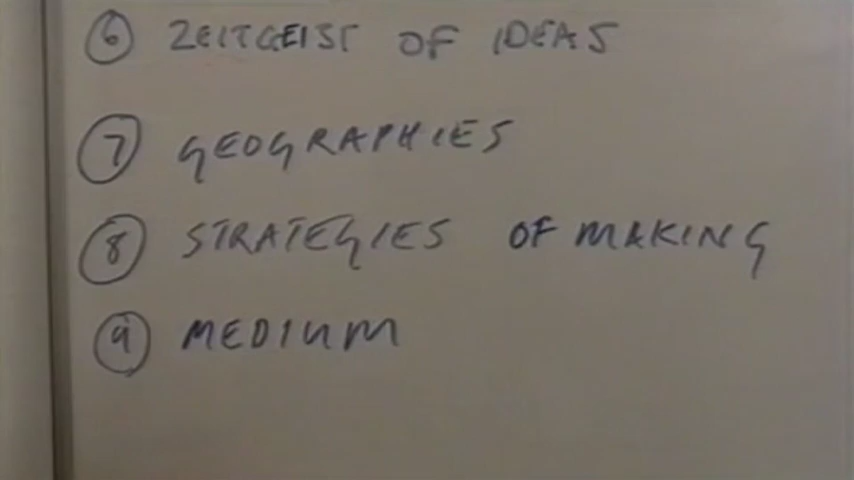 6 ZEITGEIST OF IDEAS
7 GEOGRAPHIES
8 STRATEGIES OF MAKING
9 MEDIUM